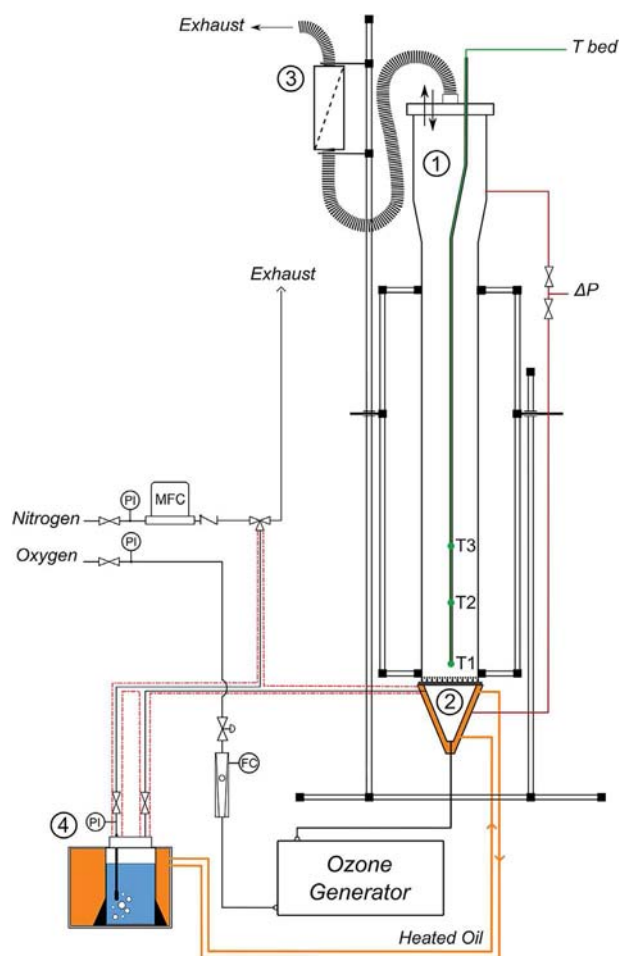 Exhaust
3
T bed
1
Exhaust
ΔP
PI
MFC
Nitrogen
PI
Oxygen
T3
T2
T1
2
FC
4
PI
Ozone
Generator
Heated Oil